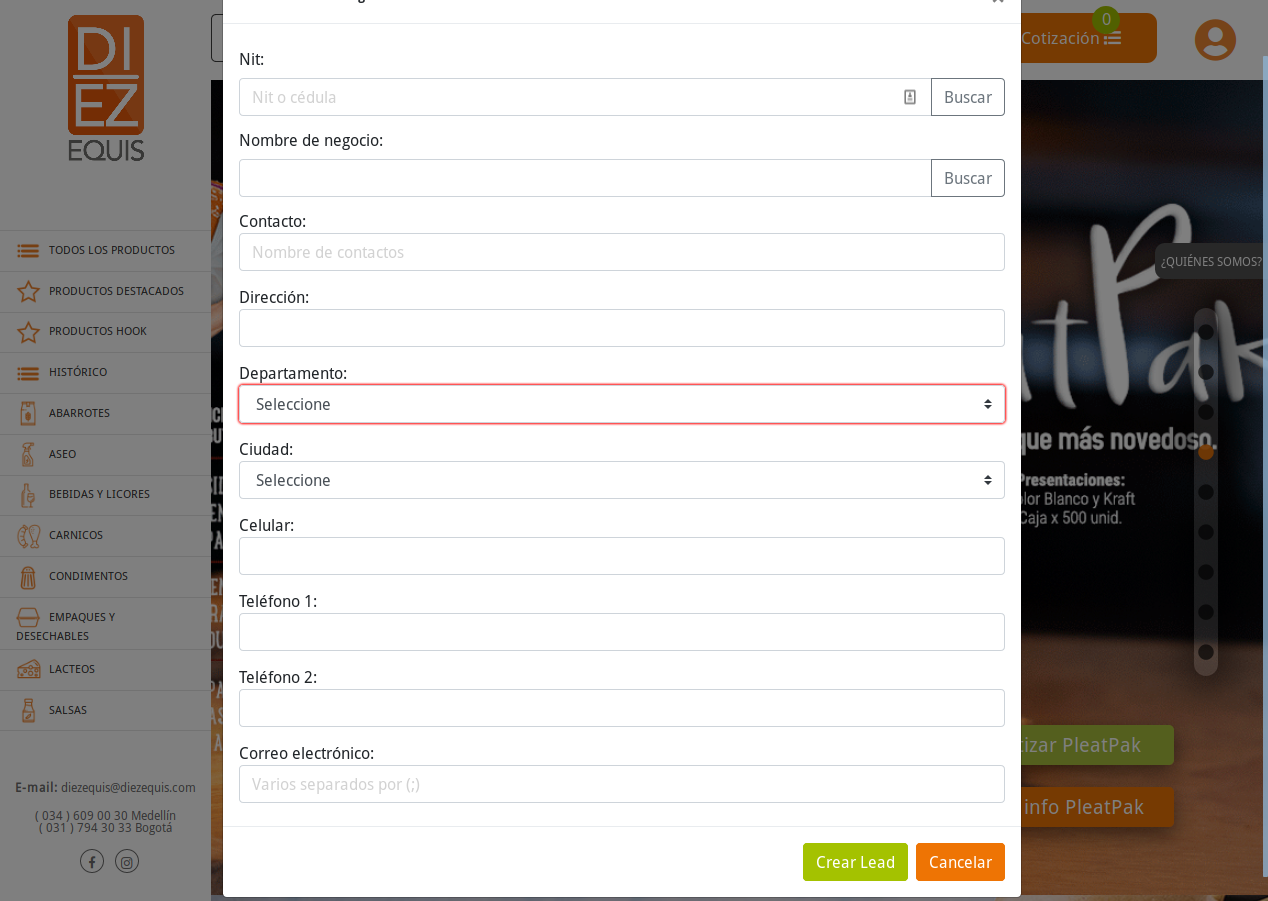 DI
EZ
EQUIS
0
Cotización
TODOS LOS PRODUCTOS
PRODUCTOS DESTACADOS
PRODUCTOS HOOK
HISTÓRICO
ABARROTES
ASEO
BEBIDAS Y LICORES
CARNICOS
CONDIMENTOS
EMPAQUES Y
DESECHABLES
LACTEOS
SALSAS
E-mail: diezequis@diezequis.com
( 034 ) 609 00 30 Medellín
( 031 ) 794 30 33 Bogotá
Nit:
Nit o cédula
Buscar
Nombre de negocio:
Buscar
Contacto:
Nombre de contactos
Dirección:
Departamento:
Seleccione
Ciudad:
Seleccione
Celular:
Teléfono 1:
Teléfono 2:
Correo electrónico:
Varios separados por (;)
Crear Lead
Cancelar
¿QUIÉNES SOMOS?
que más novedoso.
Presentaciones:
Blanco y Kraft
Caja x 500 unid.
PleatPak
info PleatPak